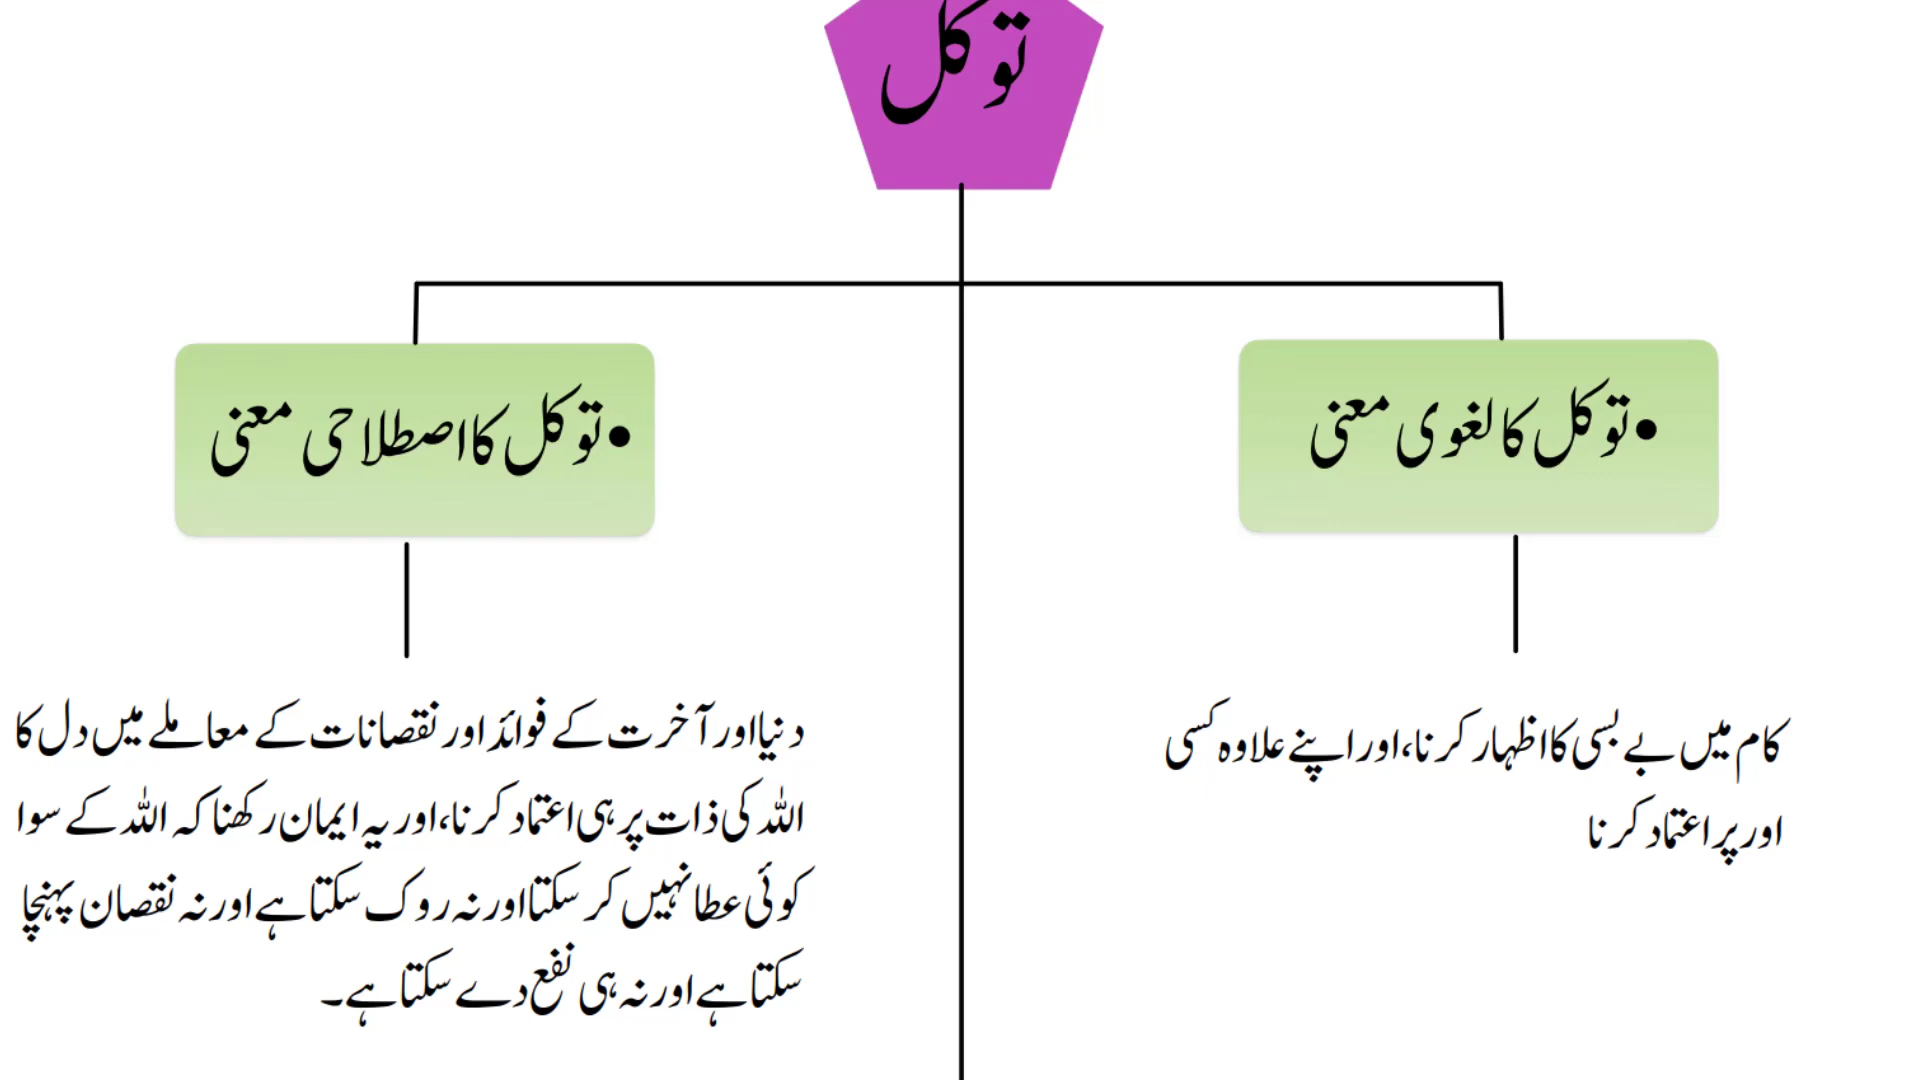 توکل
•توکل کا لغوی معنی
•توکل کا اصطلاحی معنی
کام میں بے بسی کا اظہار کرنا، اور اپنے علاوہ کسی
اور پر اعتماد کرنا
دنیا اور آخرت کے فوائد اور نقصانات کے معاملے میں دل کا
اللہ کی ذات پر ہی اعتماد کرنا، اور یہ ایمان رکھنا کہ اللہ کے سوا
کوئی عطا نہیں کر سکتا اور نہ روک سکتا ہے اور نہ نقصان پہنچا
سکتا ہے اور نہ ہی نفع دے سکتا ہے۔